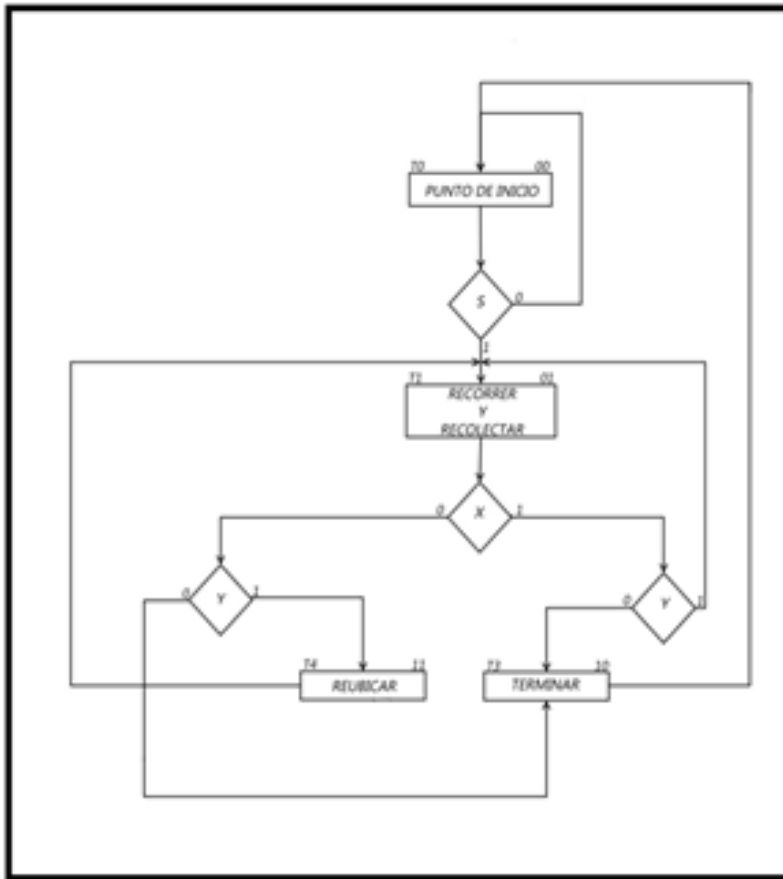 T0 00
PUNTO DE INICIO
S 0
1
T1 01
RECORRER
Y
RECOLECTAR
0 X 1
0 Y 1
0 Y 1
T4 11
REUBICAR
T3 10
TERMINAR